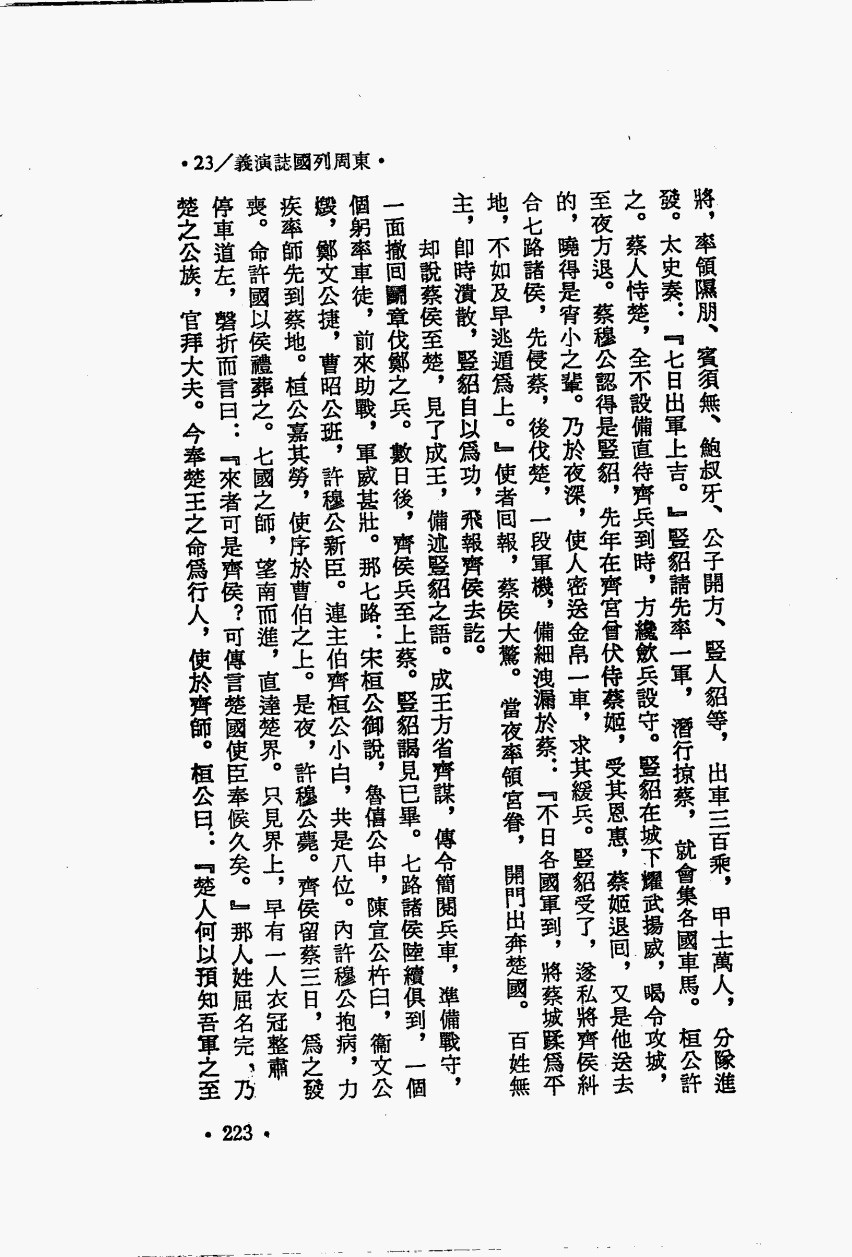 •23/義演誌國列周東•
將，率領隰朋、賓須無、鮑叔牙、公子開方、豎人貂等，出車三百乘，甲士萬人，分隊進
發。太史奏：『七日出軍上吉。』豎貂請先率一軍，潛行掠蔡，就會集各國車馬。桓公許
之。蔡人恃楚，全不設備直待齊兵到時，方纔歛兵設守。豎貂在城下耀武揚威，喝令攻城，
至夜方退。蔡穆公認得是豎貂，先年在齊宮曾伏侍蔡姬，受其恩惠，蔡姬退回，又是他送去
的，曉得是宵小之輩。乃於夜深，使人密送金帛一車，求其緩兵。豎貂受了，遂私將齊侯糾
合七路諸侯，先侵蔡，後伐楚，一段軍機，備細洩漏於蔡：『不日各國軍到，將蔡城蹂爲平
地，不如及早逃遁爲上。』使者回報，蔡侯大驚。當夜率領宮眷，開門出奔楚國。百姓無
主，卽時潰散，豎貂自以爲功，飛報齊侯去訖。
却說蔡侯至楚，見了成王，備述豎貂之語。成王方省齊謀，傳令簡閱兵車，準備戰守，
一面撤回鬬章伐鄭之兵。數日後，齊侯兵至上蔡。豎貂謁見已畢。七路諸侯陸續俱到，一個
個躬率車徒，前來助戰，軍威甚壯。那七路：宋桓公御說，魯僖公申，陳宣公杵臼，衞文公
燬，鄭文公捷，曹昭公班，許穆公新臣。連主伯齊桓公小白，共是八位。內許穆公抱病，力
疾率師先到蔡地。桓公嘉其勞，使序於曹伯之上。是夜，許穆公薨。齊侯留蔡三日，爲之發
喪。命許國以侯禮葬之。七國之師，望南而進，直達楚界。只見界上，早有一人衣冠整肅
停車道左，磬折而言曰：『來者可是齊侯？可傳言楚國使臣奉候久矣。』那人姓屈名完，乃
楚之公族，官拜大夫。今奉楚王之命爲行人，使於齊師。桓公曰：『楚人何以預知吾軍之至
•223•